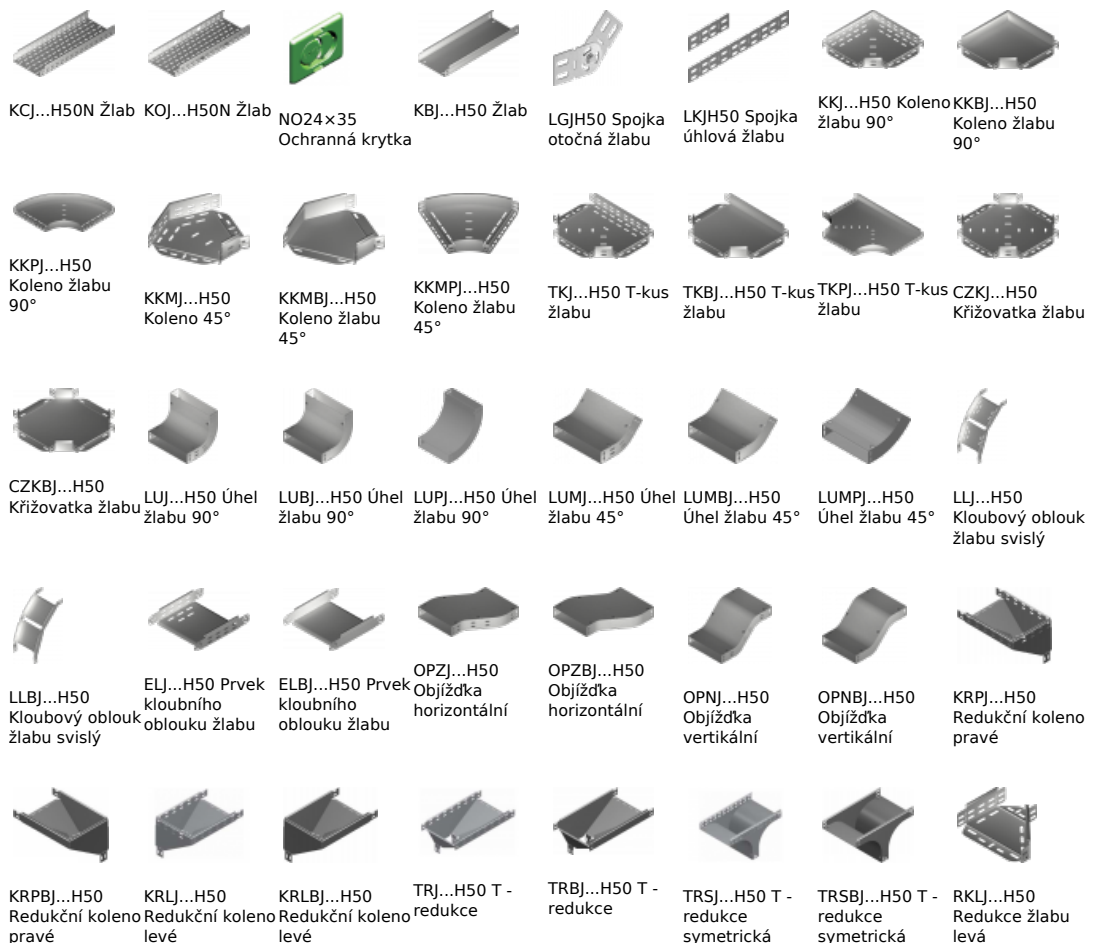 KCJ...H50N Žlab
KOJ...H50N Žlab
NO24×35
Ochranná krytka
KBJ...H50 Žlab
LGJH50 Spojka
otočná žlabu
LKJH50 Spojka
úhlová žlabu
KKJ...H50 Koleno
žlabu 90°
KKBJ...H50
Koleno žlabu
90°
KKPJ...H50
Koleno žlabu
90°
KKMJ...H50
Koleno 45°
KKMBJ...H50
Koleno žlabu
45°
KKMPJ...H50
Koleno žlabu
45°
TKJ...H50 T-kus
žlabu
TKBJ...H50 T-kus
žlabu
TKPJ...H50 T-kus
žlabu
CZKJ...H50
Křižovatka žlabu
CZKBJ...H50
Křižovatka žlabu
LUJ...H50 Úhel
žlabu 90°
LUBJ...H50 Úhel
žlabu 90°
LUPJ...H50 Úhel
žlabu 90°
LUMJ...H50 Úhel
žlabu 45°
LUMBJ...H50
Úhel žlabu 45°
LUMPJ...H50
Úhel žlabu 45°
LLJ...H50
Kloubový oblouk
žlabu svislý
LLBJ...H50
Kloubový oblouk
žlabu svislý
ELJ...H50 Prvek
kloubního
oblouku žlabu
ELBJ...H50 Prvek
kloubního
oblouku žlabu
OPZJ...H50
Objížďka
horizontální
OPZBJ...H50
Objížďka
horizontální
OPNJ...H50
Objížďka
vertikální
OPNBJ...H50
Objížďka
vertikální
KRPJ...H50
Redukční koleno
pravé
KRPBJ...H50
Redukční koleno
pravé
KRLJ...H50
Redukční koleno
levé
KRLBJ...H50
Redukční koleno
levé
TRJ...H50 T -
redukce
TRBJ...H50 T -
redukce
TRSJ...H50 T -
redukce
symetrická
TRSBJ...H50 T -
redukce
symetrická
RKLJ...H50
Redukce žlabu
levá